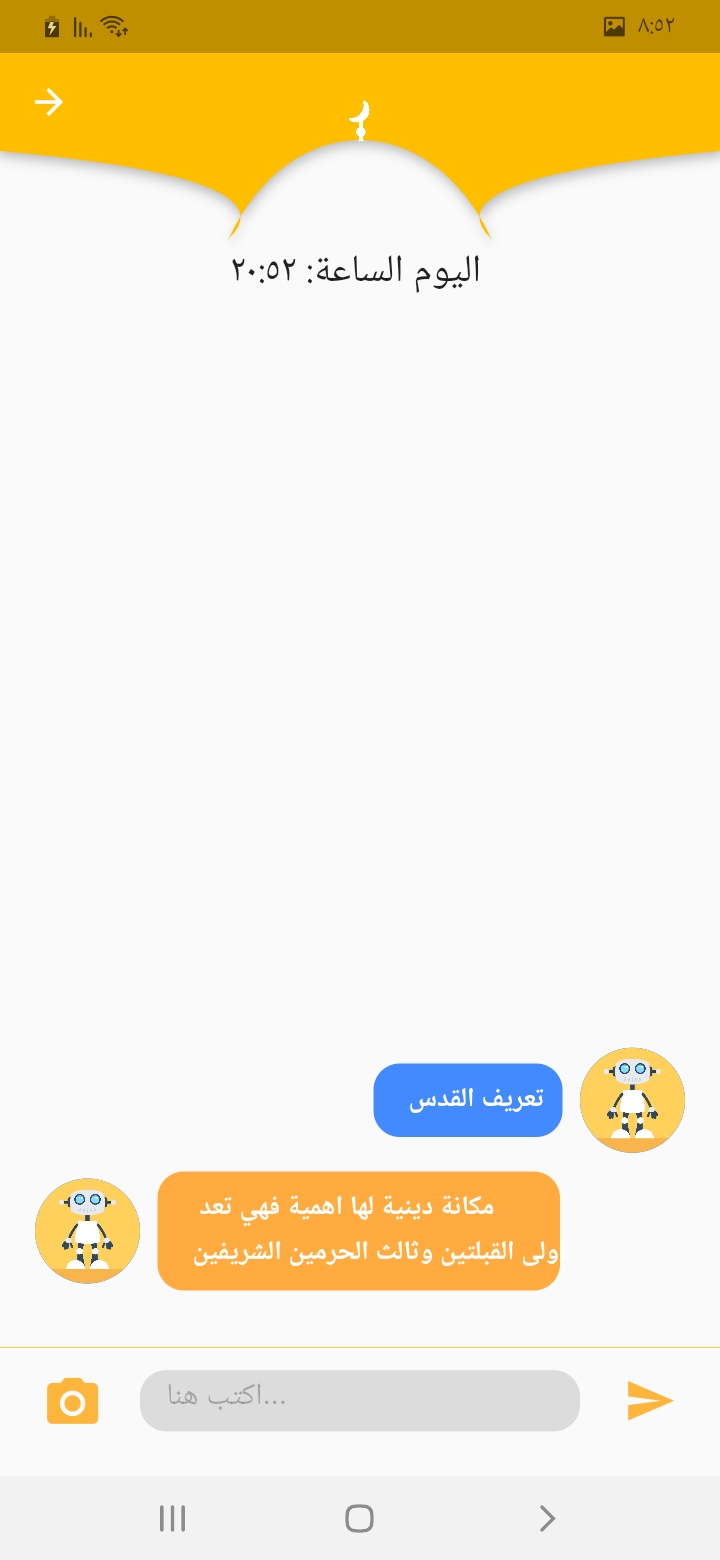 ٨:٥٢
اليوم الساعة: ٢٠:٥٢
تعريف القدس
مكانة دينية لها اهمية فهي تعد
اولى القبلتين وثالث الحرمين الشريفين
اكتب هنا...